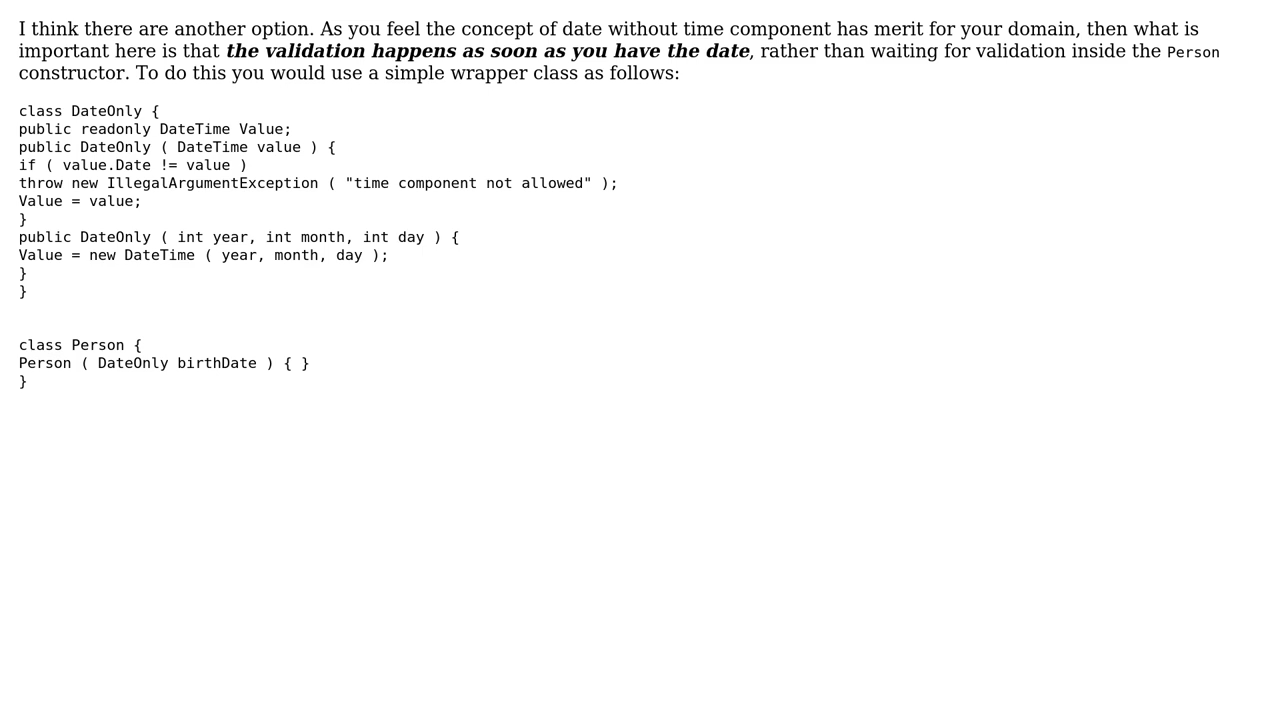 I think there are another option. As you feel the concept of date without time component has merit for your domain, then what is
important here is that the validation happens as soon as you have the date, rather than waiting for validation inside the Person
constructor. To do this you would use a simple wrapper class as follows:
class DateOnly {
public readonly DateTime Value;
public DateOnly ( DateTime value ) {
if ( value.Date != value )
throw new IllegalArgumentException ( "time component not allowed" );
Value = value;
}
public DateOnly ( int year, int month, int day ) {
Value = new DateTime ( year, month, day );
}
}
class Person {
Person ( DateOnly birthDate ) { }
}